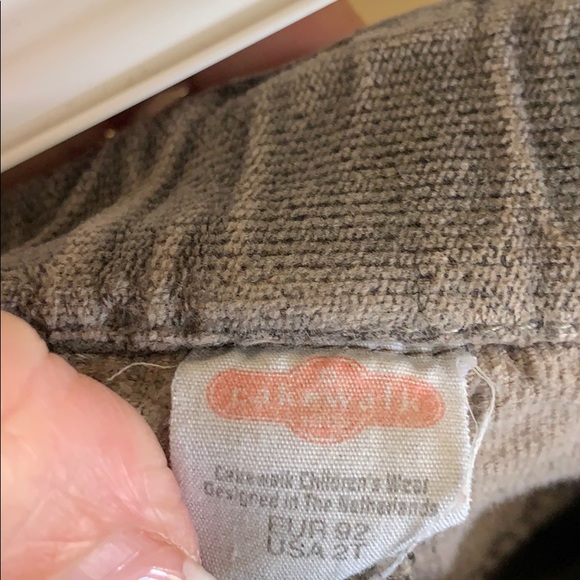 cakewalk
Cakewalk Children's Wear
Designed in The Netherlands
EUR 92
USA 2T